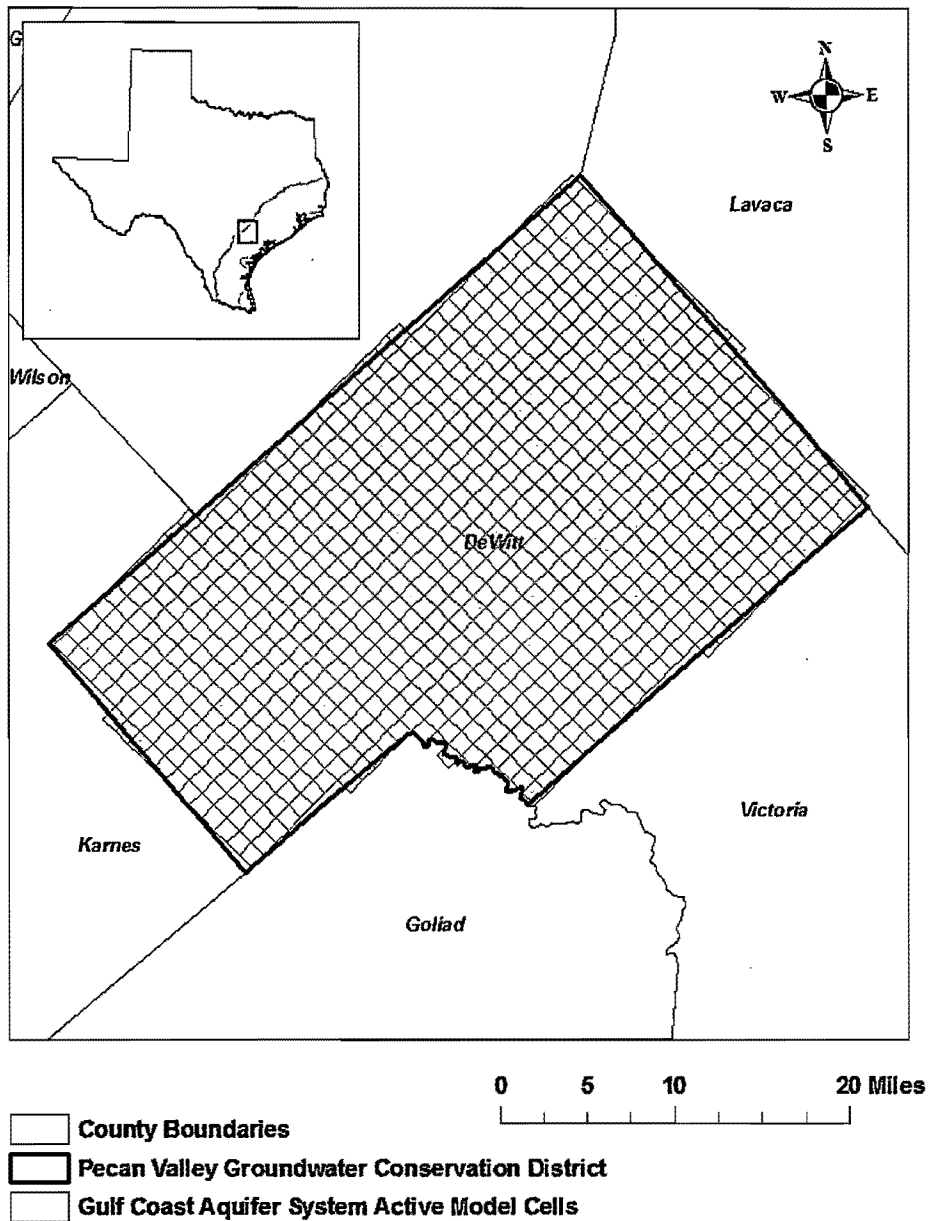 G
N
W E
S
Lavaca
Wilson
DeWitt
Karnes
Victoria
Goliad
0 5 10 20 Miles
County Boundaries
Pecan Valley Groundwater Conservation District
Gulf Coast Aquifer System Active Model Cells